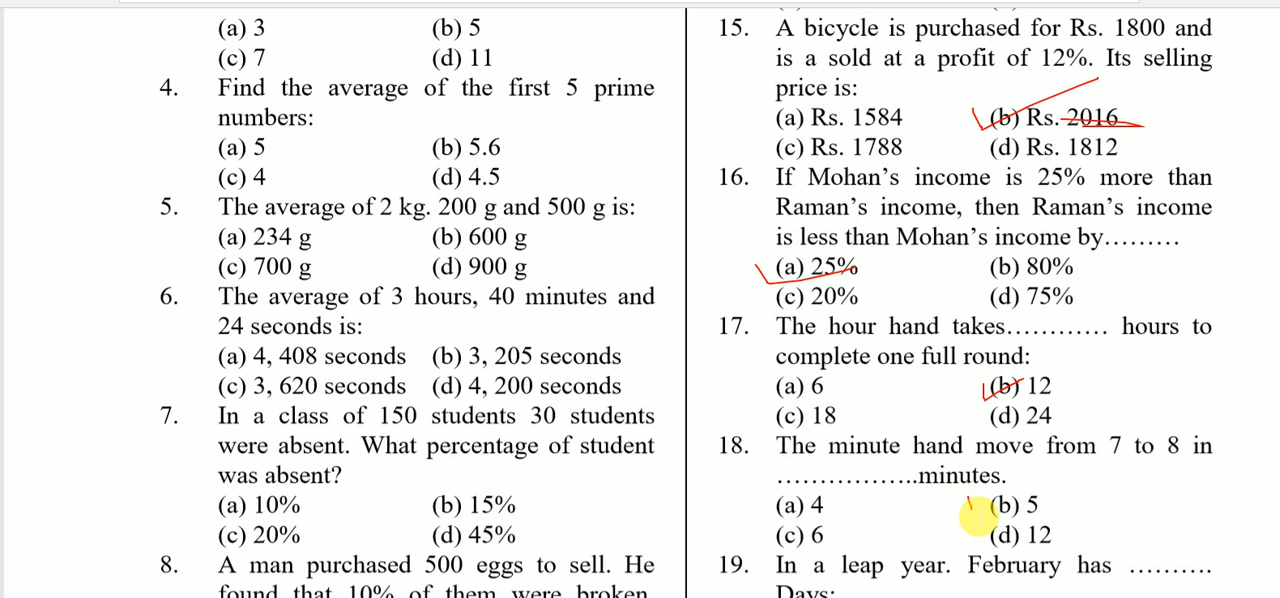 (a) 3 (b) 5
(c) 7 (d) 11
4. Find the average of the first 5 prime
numbers:
(a) 5 (b) 5.6
(c) 4 (d) 4.5
5. The average of 2 kg. 200 g and 500 g is:
(a) 234 g (b) 600 g
(c) 700 g (d) 900 g
6. The average of 3 hours, 40 minutes and
24 seconds is:
(a) 4, 408 seconds (b) 3, 205 seconds
(c) 3, 620 seconds (d) 4, 200 seconds
7. In a class of 150 students 30 students
were absent. What percentage of student
was absent?
(a) 10% (b) 15%
(c) 20% (d) 45%
8. A man purchased 500 eggs to sell. He
found that 10% of them were broken.
15. A bicycle is purchased for Rs. 1800 and
is a sold at a profit of 12%. Its selling
price is:
(a) Rs. 1584 (b) Rs. 2016
(c) Rs. 1788 (d) Rs. 1812
16. If Mohan’s income is 25% more than
Raman’s income, then Raman’s income
is less than Mohan’s income by………
(a) 25% (b) 80%
(c) 20% (d) 75%
17. The hour hand takes………… hours to
complete one full round:
(a) 6 (b) 12
(c) 18 (d) 24
18. The minute hand move from 7 to 8 in
……………..minutes.
(a) 4 (b) 5
(c) 6 (d) 12
19. In a leap year. February has ……….
Days: